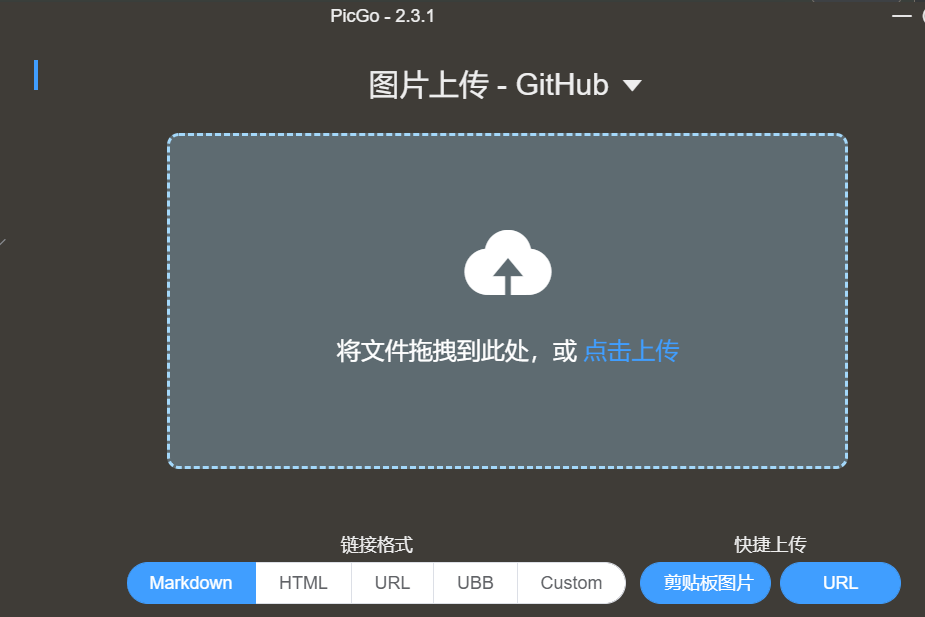 PicGo - 2.3.1
图片上传 - GitHub
将文件拖拽到此处，或 点击上传
链接格式
快捷上传
Markdown HTML URL UBB Custom 剪贴板图片 URL